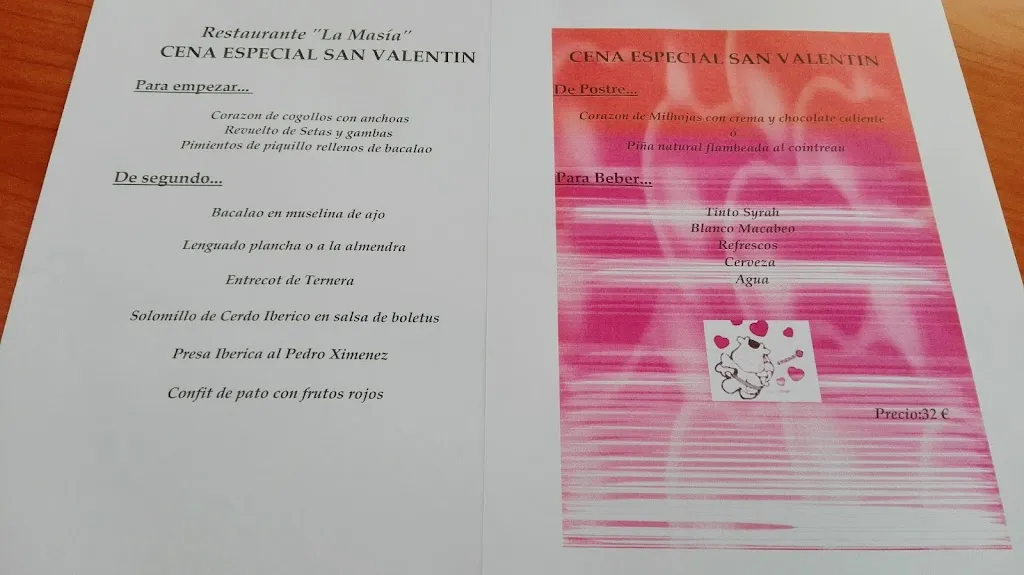 Restaurante "La Masía"
CENA ESPECIAL SAN VALENTIN
Para empezar...
Corazon de cogollos con anchoas
Revuelto de Setas y gambas
Pimientos de piquillo rellenos de bacalao
De segundo...
Bacalao en muselina de ajo
Lenguado plancha o a la almendra
Entrecot de Ternera
Solomillo de Cerdo Iberico en salsa de boletus
Presa Iberica al Pedro Ximenez
Confit de pato con frutos rojos
CENA ESPECIAL SAN VALENTIN
De Postre...
Corazon de Milhojas con crema y chocolate caliente
o
Piña natural flambeada al cointreau
Para Beber...
Tinto Syrah
Blanco Macabeo
Refrescos
Cerveza
Agua
Precio:32 €